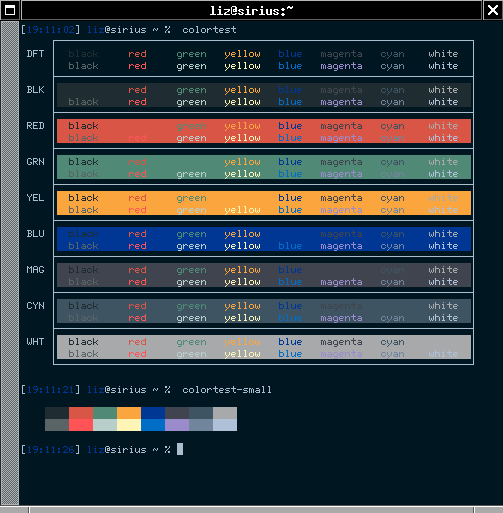 liz@sirius:~
[19:11:02] liz@sirius ~ % colortest
DFT black red green yellow blue magenta cyan white
black red green yellow blue magenta cyan white
BLK red green yellow blue magenta cyan white
black red green yellow blue magenta cyan white
RED black green yellow blue magenta cyan white
black red green yellow blue magenta cyan white
GRN black red yellow blue magenta cyan white
black red green yellow blue magenta cyan white
YEL black red green blue magenta cyan white
black red green yellow blue magenta cyan white
BLU black red green yellow magenta cyan white
black red green yellow blue magenta cyan white
MAG black red green yellow blue cyan white
black red green yellow blue magenta cyan white
CYN black red green yellow blue magenta white
black red green yellow blue magenta cyan white
WHT black red green yellow blue magenta cyan
black red green yellow blue magenta cyan white
[19:11:21] liz@sirius ~ % colortest-small
[19:11:26] liz@sirius ~ %